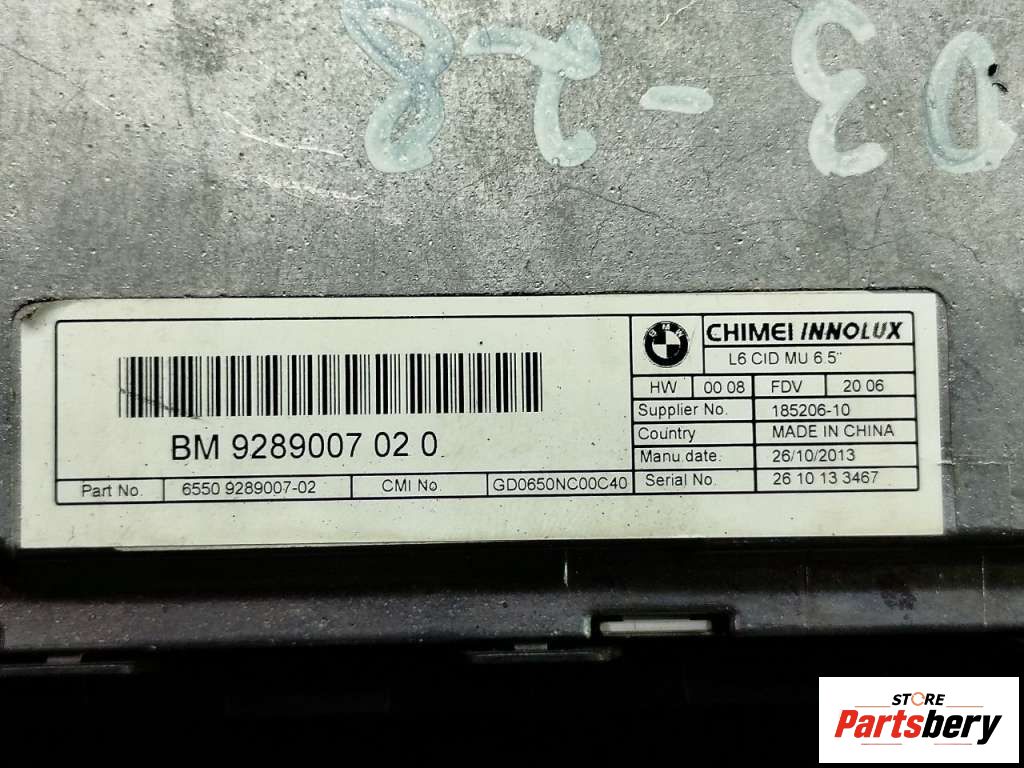 BM 9289007 02 0
Part No. 6550 9289007-02 CMI No GD0650NC00C40
BMW
CHIMEI INNOLUX
L6 CID MU 6.5"
HW 00 08 FDV 20 06
Supplier No. 185206-10
Country MADE IN CHINA
Manu.date. 26/10/2013
Serial No. 26 10 13 3467
STORE
Partsbery